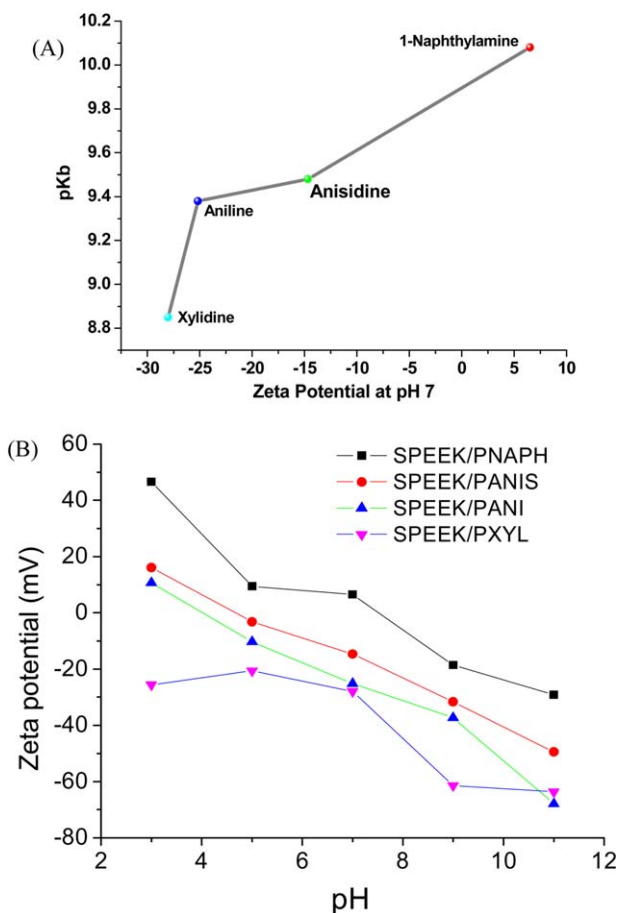 (A)
pKb
10.2
10.0
9.8
9.6
9.4
9.2
9.0
8.8
1-Naphthylamine
Anisidine
Aniline
Xylidine
-30 -25 -20 -15 -10 -5 0 5 10
Zeta Potential at pH 7
(B)
Zeta potential (mV)
60
40
20
0
-20
-40
-60
-80
SPEEK/PNAPH
SPEEK/PANIS
SPEEK/PANI
SPEEK/PXYL
2 4 6 8 10 12
pH